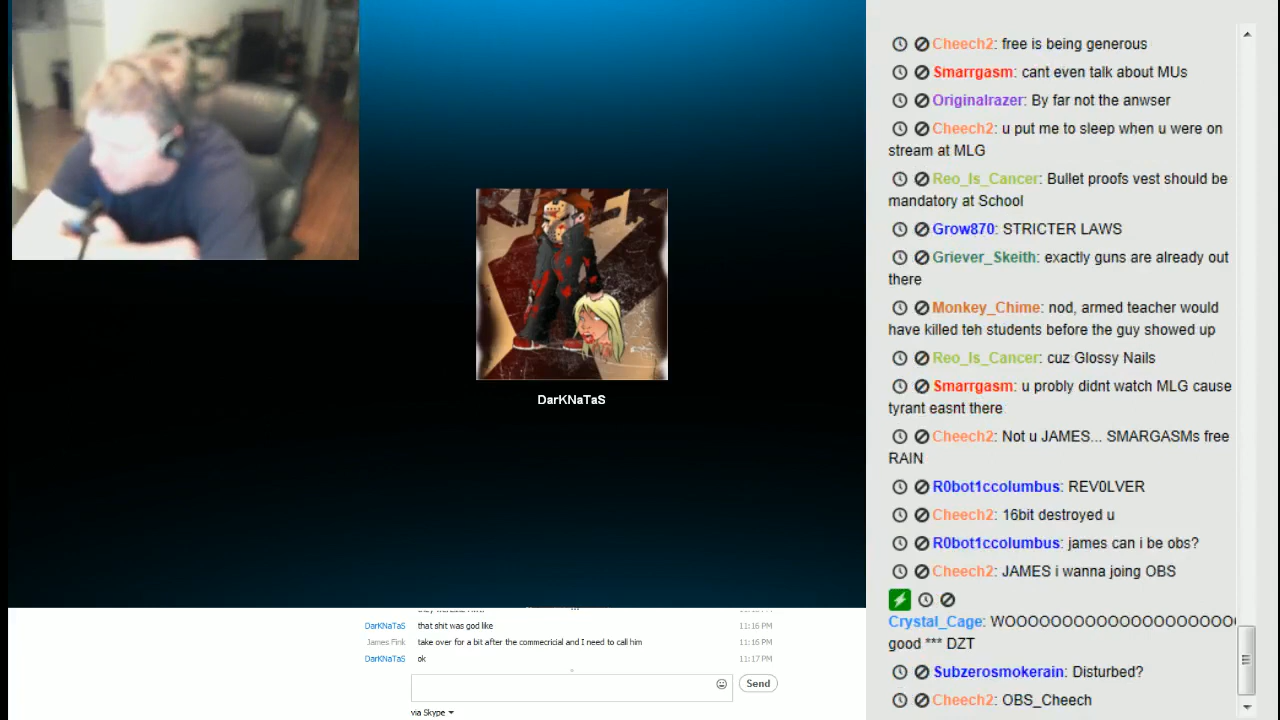 Cheech2: free is being generous
Smarrgasm: cant even talk about MUs
Originalrazer: By far not the anwser
Cheech2: u put me to sleep when u were on
stream at MLG
Reo_Is_Cancer: Bullet proofs vest should be
mandatory at School
Grow870: STRICTER LAWS
Griever_Skeith: exactly guns are already out
there
Monkey_Chime: nod, armed teacher would
have killed teh students before the guy showed up
Reo_Is_Cancer: cuz Glossy Nails
Smarrgasm: u probly didnt watch MLG cause
tyrant easnt there
Cheech2: Not u JAMES... SMARGASMs free
RAIN
R0bot1ccolumbus: REV0LVER
Cheech2: 16bit destroyed u
R0bot1ccolumbus: james can i be obs?
Cheech2: JAMES i wanna joing OBS
Crystal_Cage: WOOOOOOOOOOOOOOOOOOOO
good *** DZT
Subzerosmokerain: Disturbed?
Cheech2: OBS_Cheech
DarKNaTaS
DarKNaTaS that shit was god like 11:16 PM
James Fink take over for a bit after the commecricial and I need to call him 11:16 PM
DarKNaTaS ok 11:17 PM
Send
via Skype